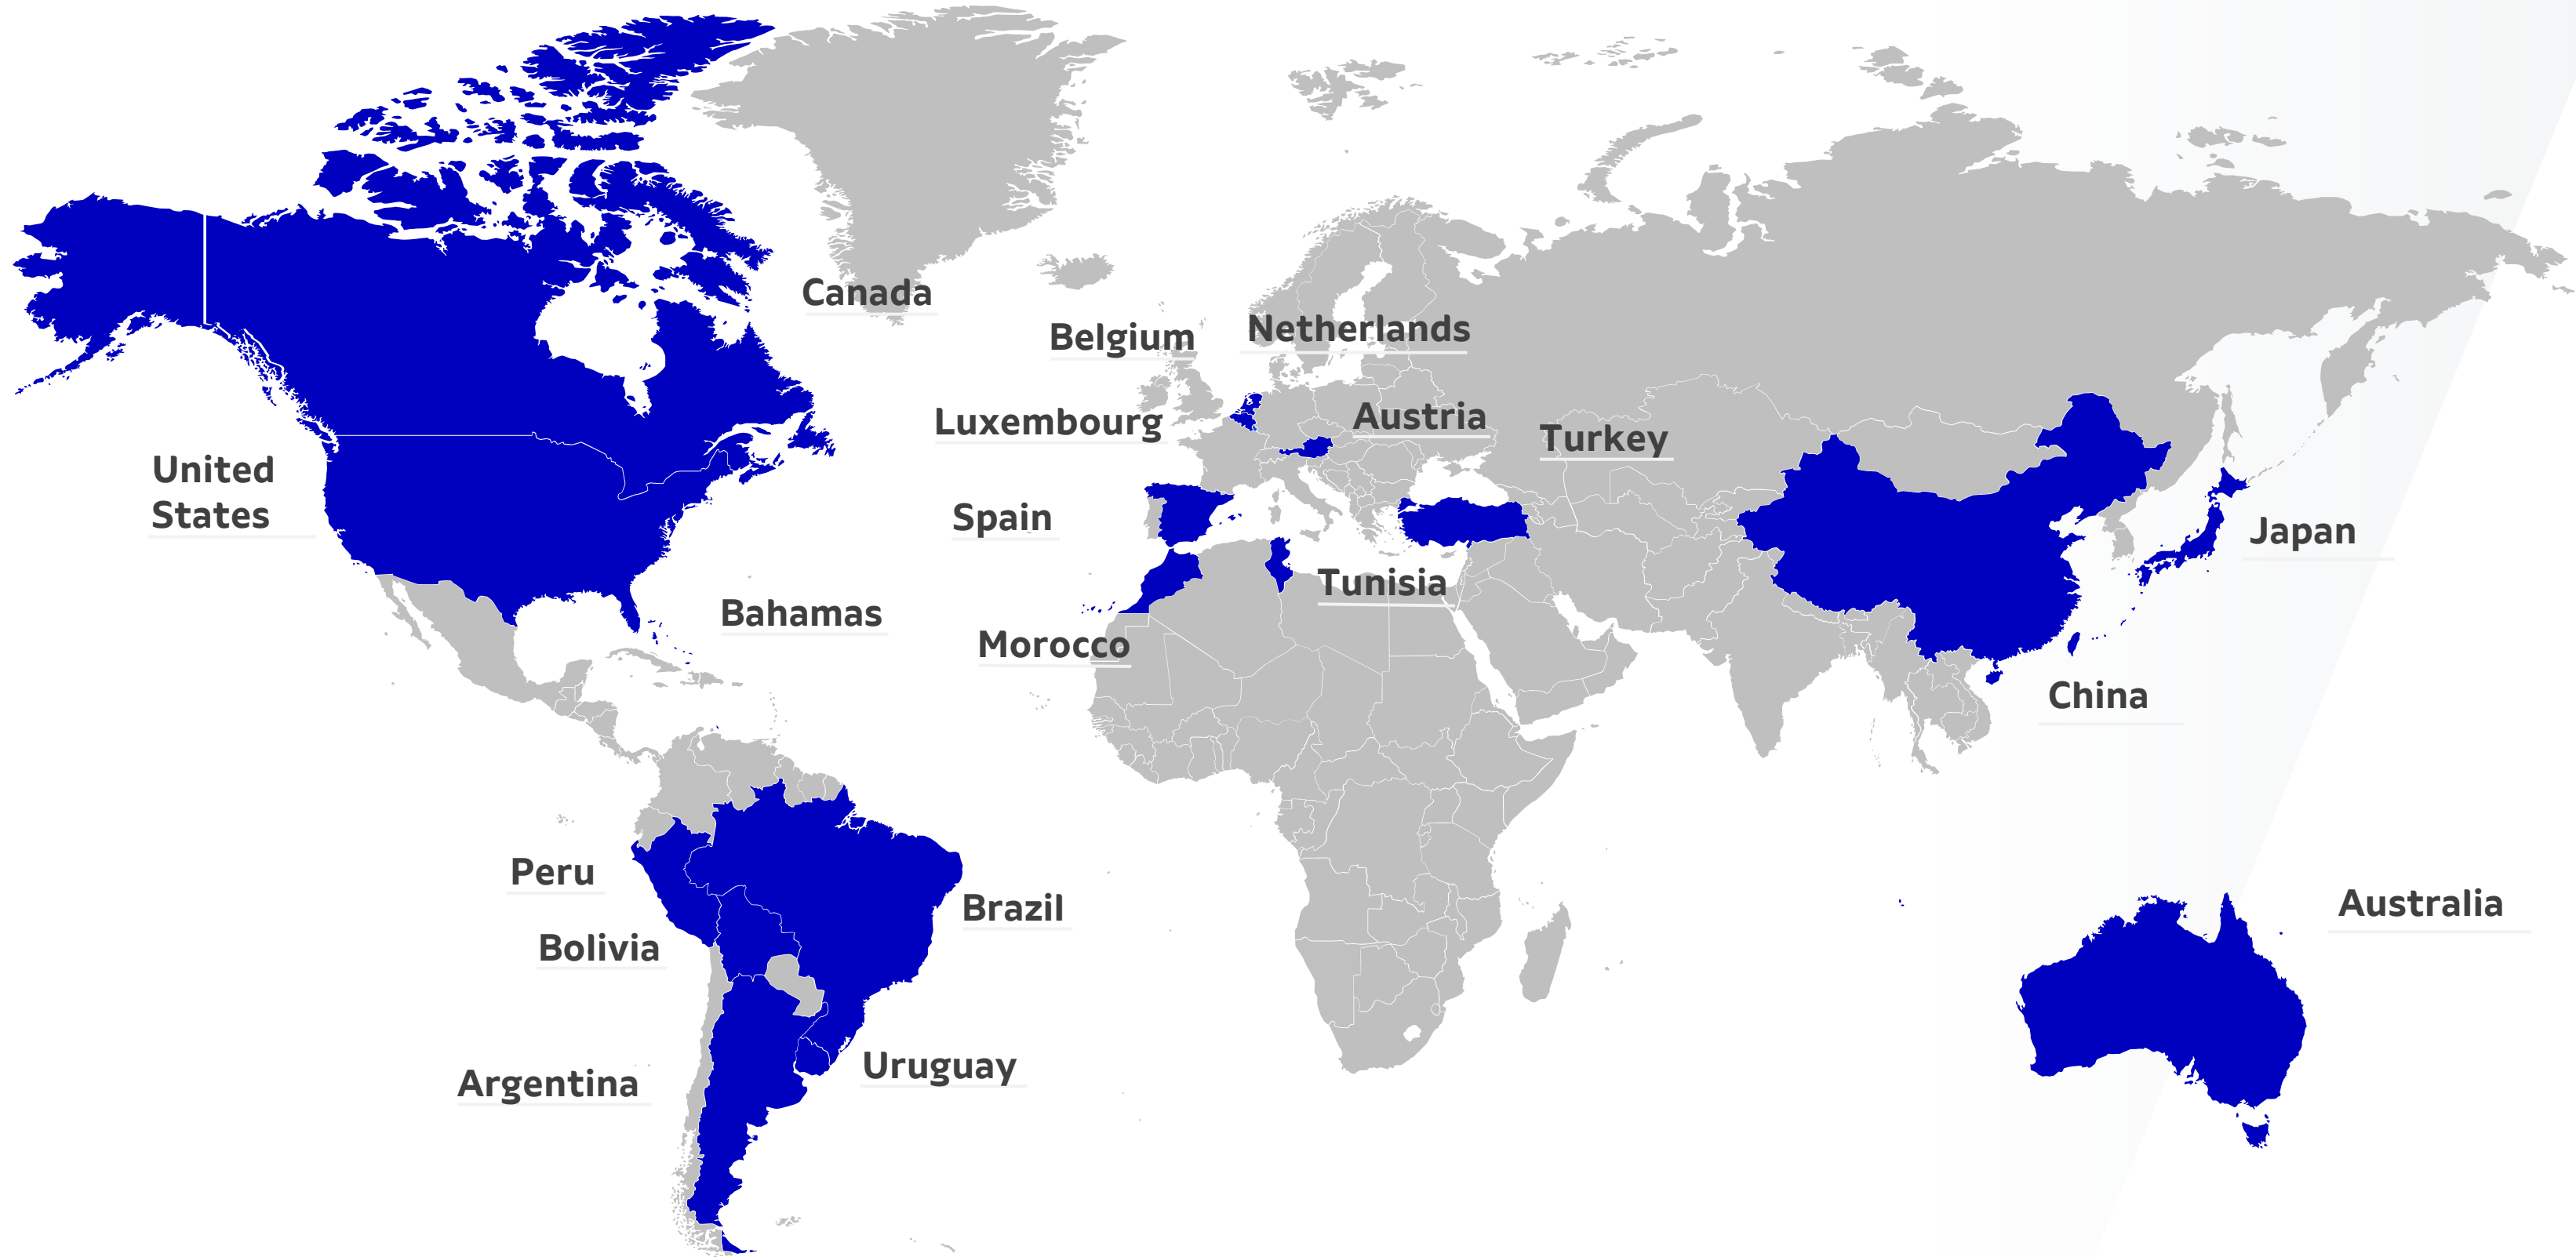 Canada
Belgium
Netherlands
Luxembourg
Austria
Turkey
United
States
Spain
Japan
Bahamas
Tunisia
Morocco
China
Peru
Brazil
Australia
Bolivia
Argentina
Uruguay